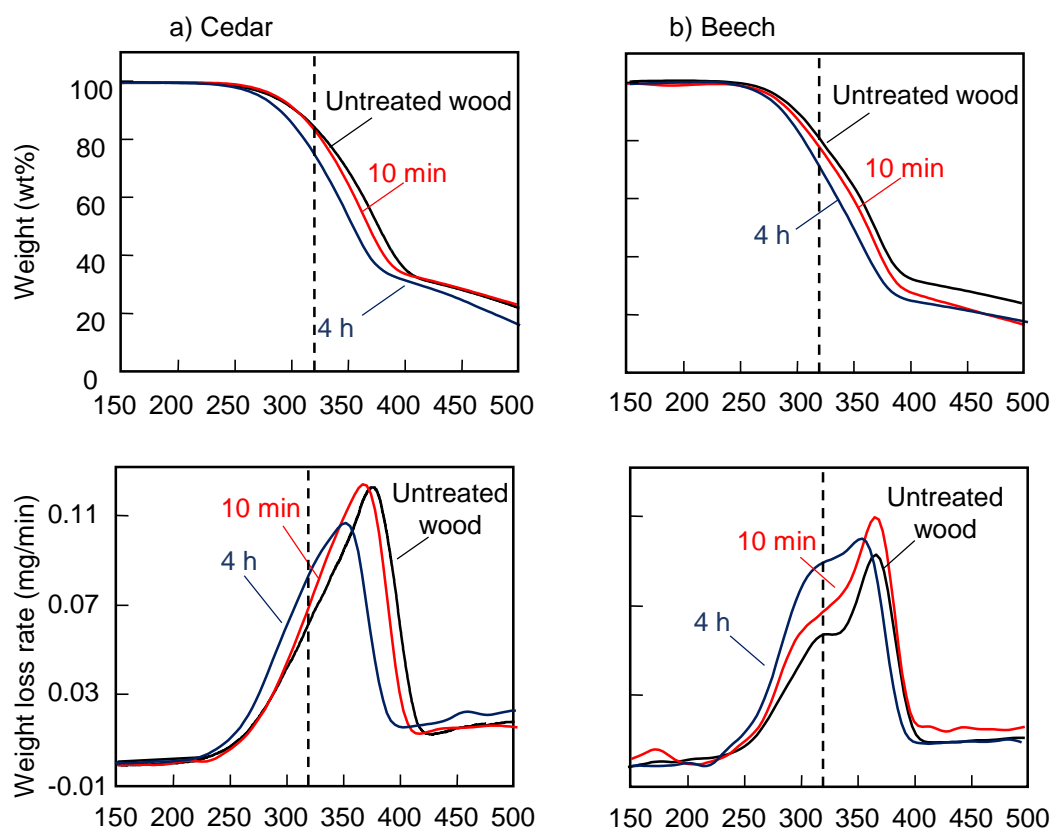 a) Cedar
b) Beech
Weight (wt%)
100
80
60
40
20
0
Untreated wood
10 min
4 h
150 200 250 300 350 400 450 500
Untreated wood
10 min
4 h
150 200 250 300 350 400 450 500
Weight loss rate (mg/min)
0.11
0.07
0.03
-0.01
Untreated
wood
10 min
4 h
150 200 250 300 350 400 450 500
Untreated
wood
10 min
4 h
150 200 250 300 350 400 450 500